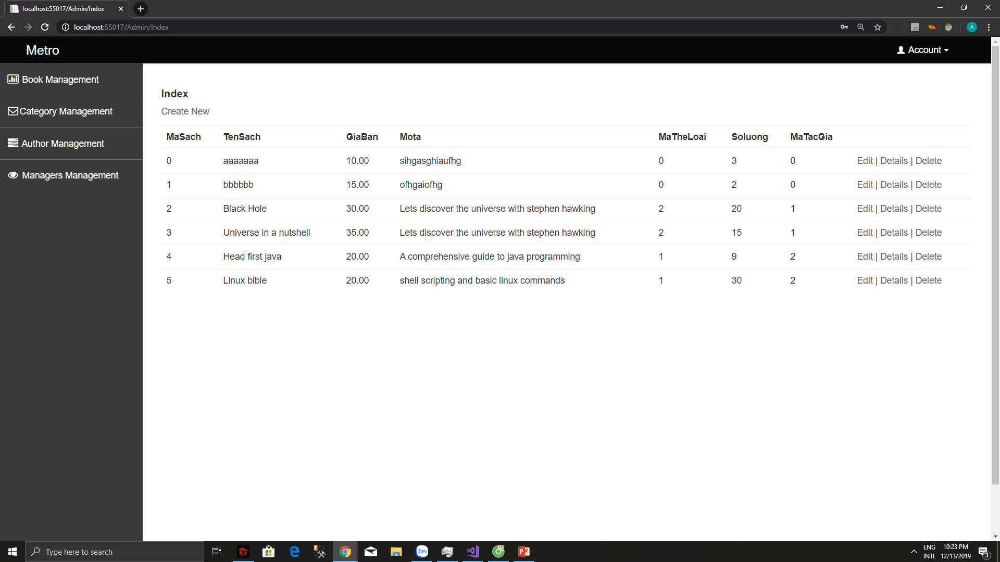 localhost:55017/Admin/Index
localhost:55017/Admin/Index
ES
A
Metro
Account
Book Management
Category Management
Author Management
Managers Management
Index
Create New
MaSach TenSach GiaBan Mota MaTheLoai Soluong MaTacGia
0 aaaaaaa 10.00 sihgasghiaufhg 0 3 0 Edit | Details | Delete
1 bbbbbb 15.00 ofhgaiofhg 0 2 0 Edit | Details | Delete
2 Black Hole 30.00 Lets discover the universe with stephen hawking 2 20 1 Edit | Details | Delete
3 Universe in a nutshell 35.00 Lets discover the universe with stephen hawking 2 15 1 Edit | Details | Delete
4 Head first java 20.00 A comprehensive guide to java programming 1 9 2 Edit | Details | Delete
5 Linux bible 20.00 shell scripting and basic linux commands 1 30 2 Edit | Details | Delete
Type here to search
Zalo
ENG 10:23 PM
INTL 12/13/2019
3